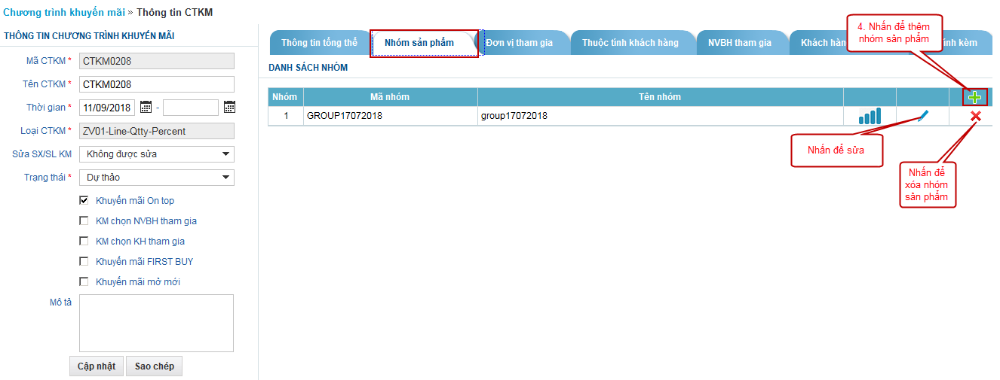 Chương trình khuyến mãi » Thông tin CTKM
THÔNG TIN CHƯƠNG TRÌNH KHUYẾN MÃI
Mã CTKM *
CTKM0208
Tên CTKM *
CTKM0208
Thời gian *
11/09/2018
-
Loại CTKM *
ZV01-Line-Qtty-Percent
Sửa SX/SL KM
Không được sửa
Trạng thái *
Dự thảo
Khuyến mãi On top
KM chọn NVBH tham gia
KM chọn KH tham gia
Khuyến mãi FIRST BUY
Khuyến mãi mở mới
Mô tả
Cập nhật
Sao chép
Thông tin tổng thể
Nhóm sản phẩm
Đơn vị tham gia
Thuộc tính khách hàng
NVBH tham gia
Khách hàn
ính kèm
4. Nhấn để thêm
nhóm sản phẩm
DANH SÁCH NHÓM
Nhóm
Mã nhóm
Tên nhóm
1
GROUP17072018
group17072018
Nhấn để sửa
Nhấn để
xóa nhóm
sản phẩm